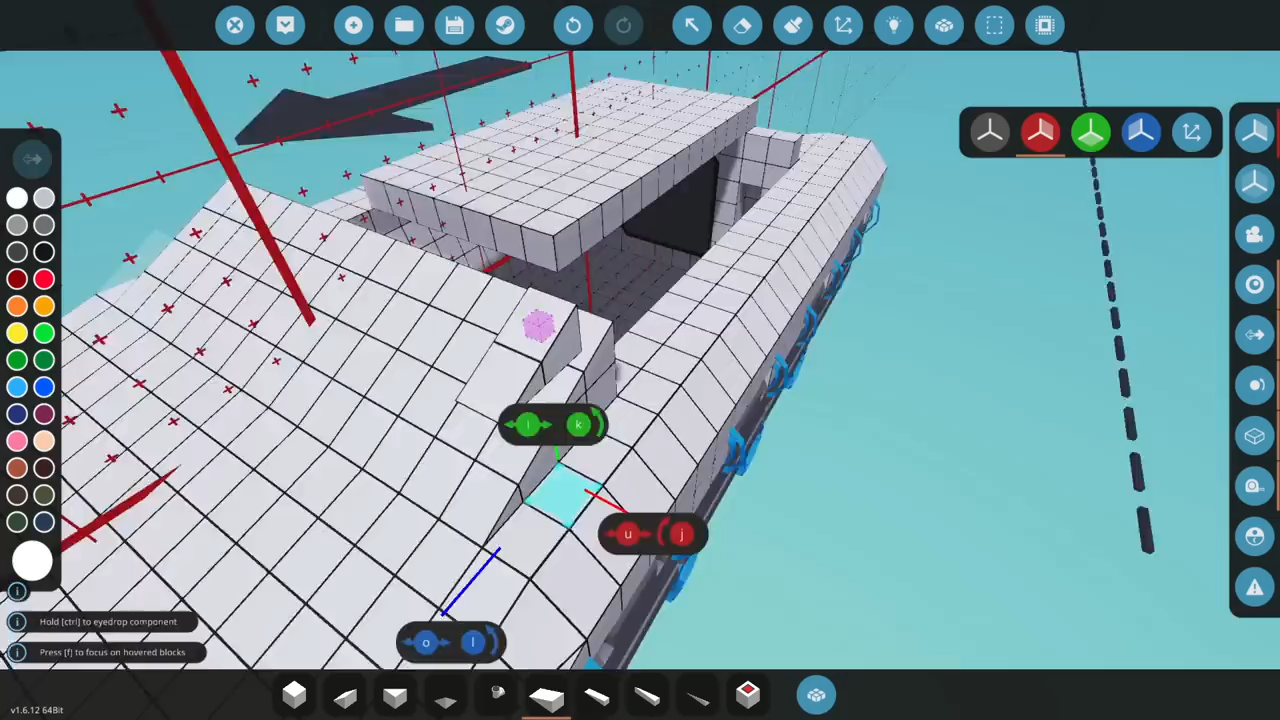 i k
u j
o l
Hold [ctrl] to eyedrop component
Press [f] to focus on hovered blocks
v1.6.12 64Bit